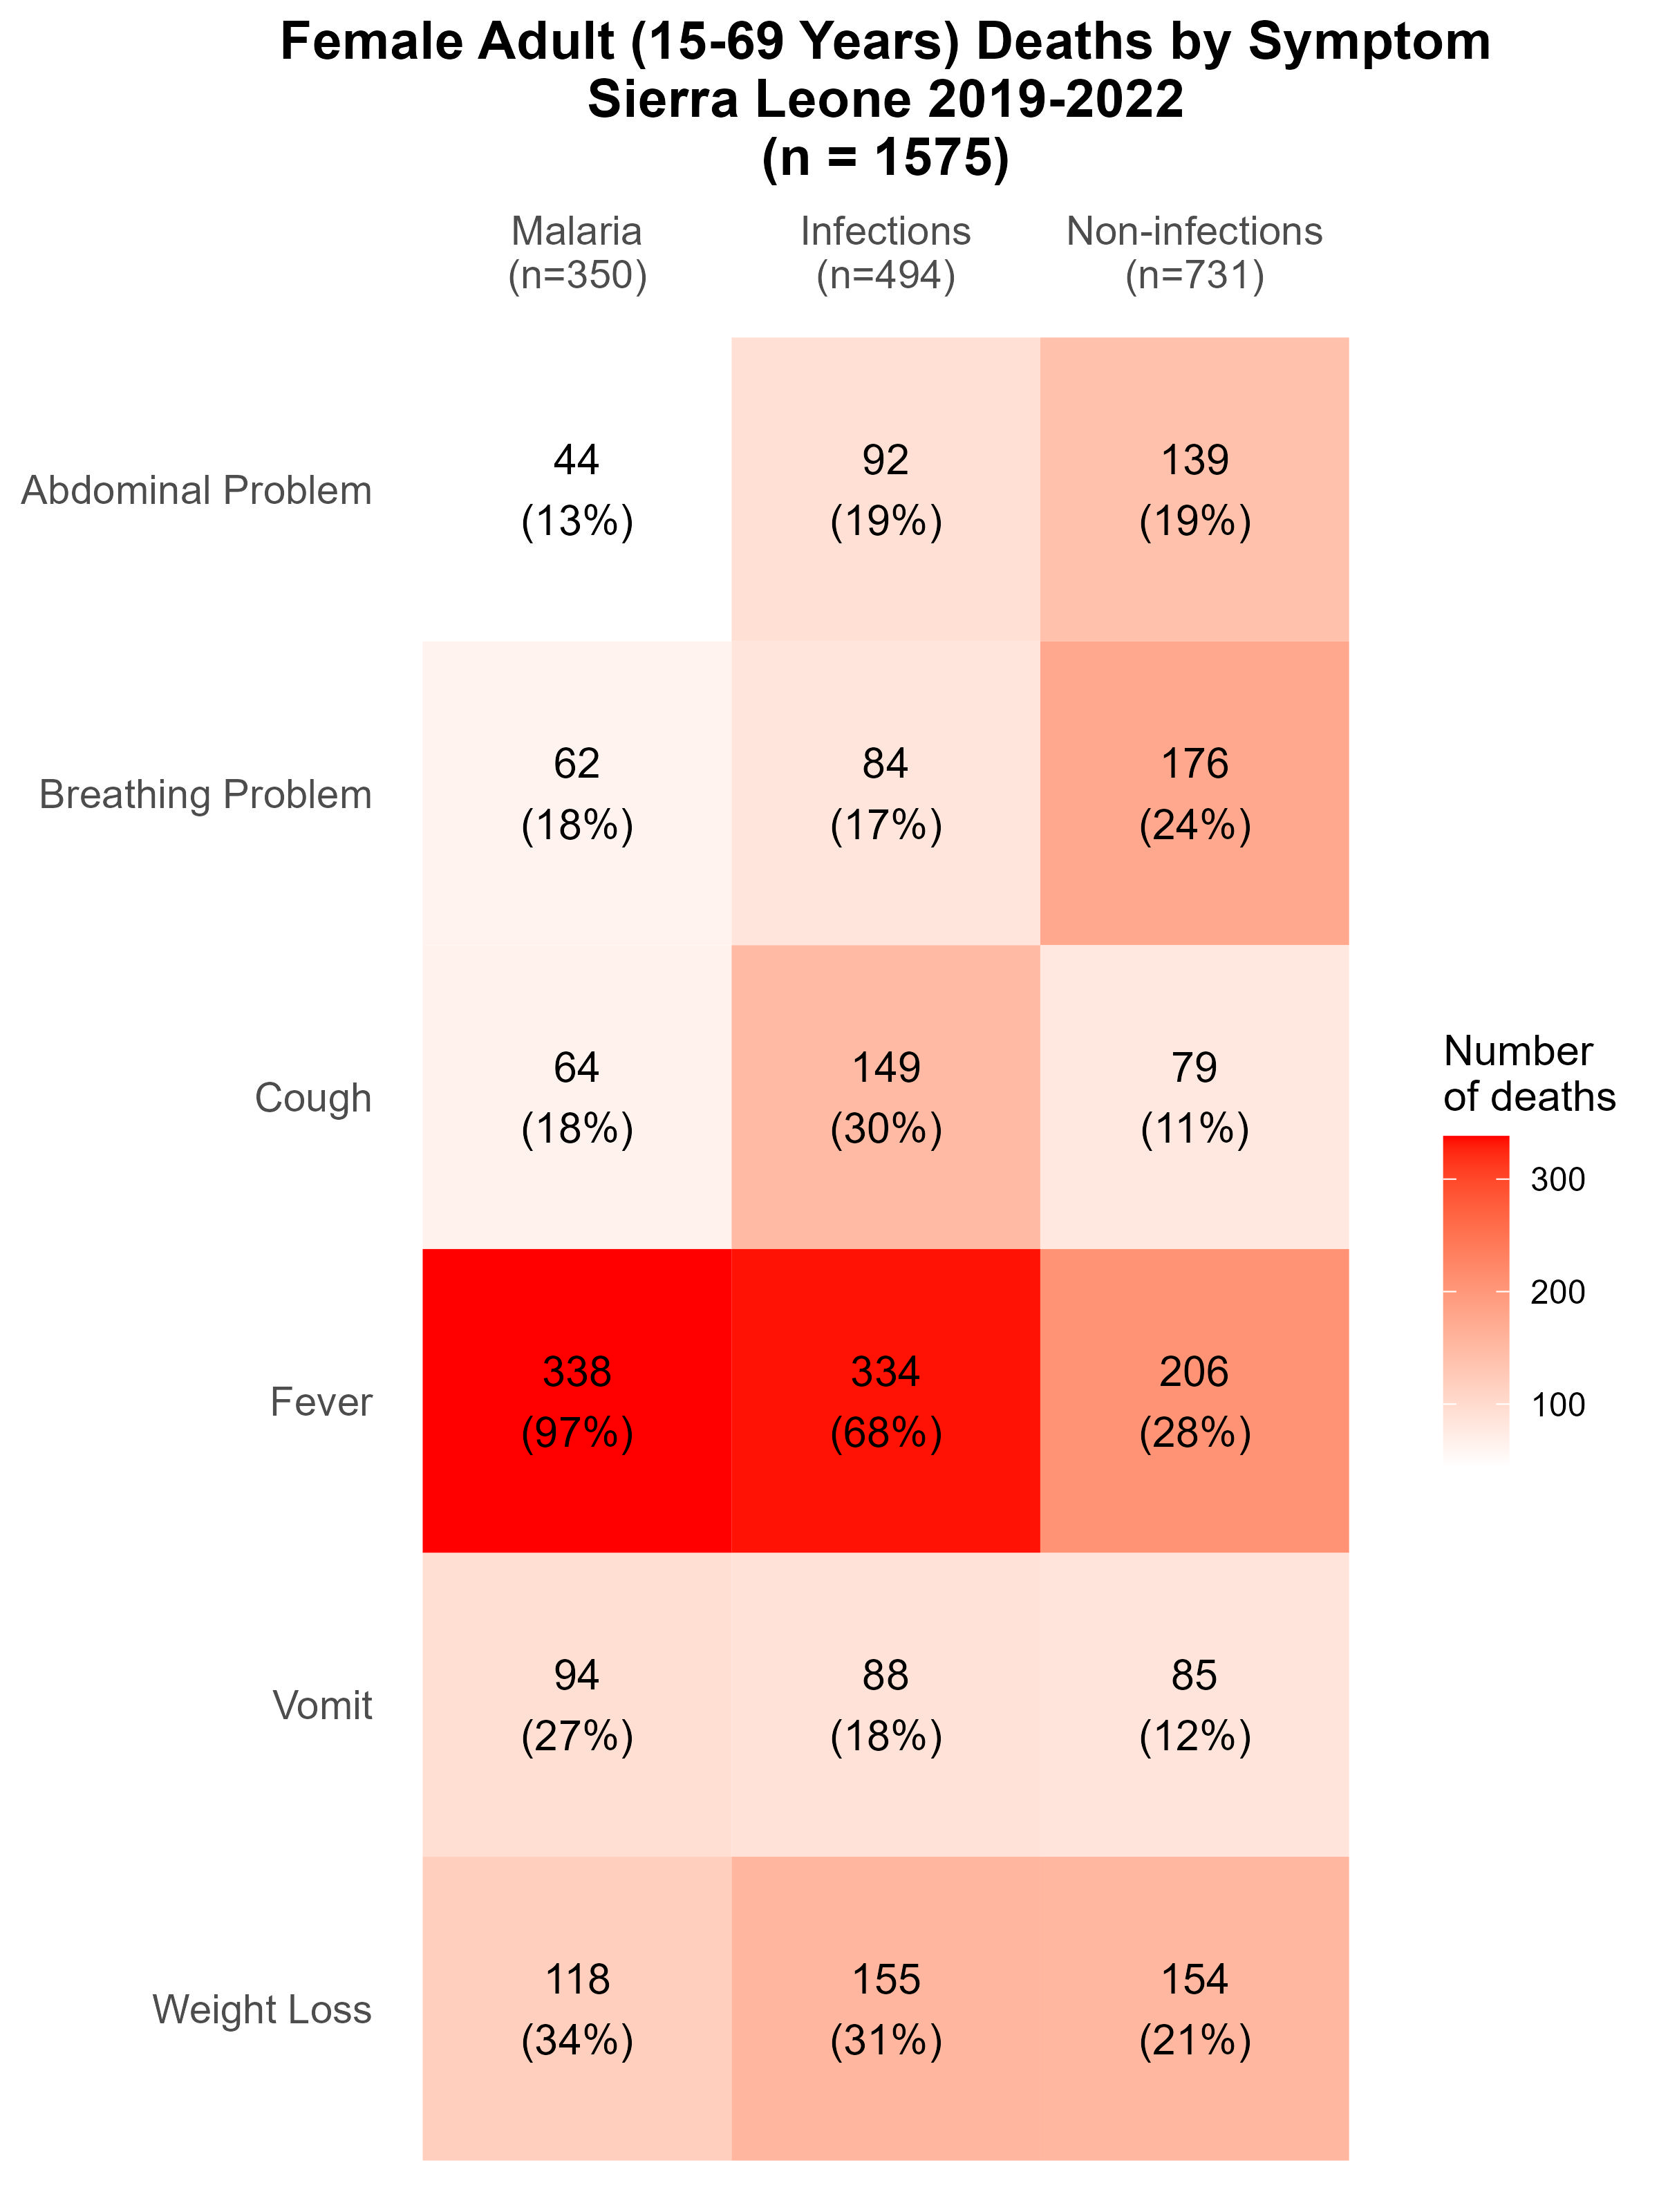 Female Adult (15-69 Years) Deaths by Symptom
Sierra Leone 2019-2022
(n = 1575)
Malaria Infections Non-infections
(n=350) (n=494) (n=731)
44 92 139
Abdominal Problem
(13%) (19%) (19%)
62 84 176
Breathing Problem
(18%) (17%) (24%)
Number
of deaths
64 149 79
Cough
(18%) (30%) (11%)
300
200
100
338 334 206
Fever
(97%) (68%) (28%)
94 88 85
Vomit
(27%) (18%) (12%)
118 155 154
Weight Loss
(34%) (31%) (21%)